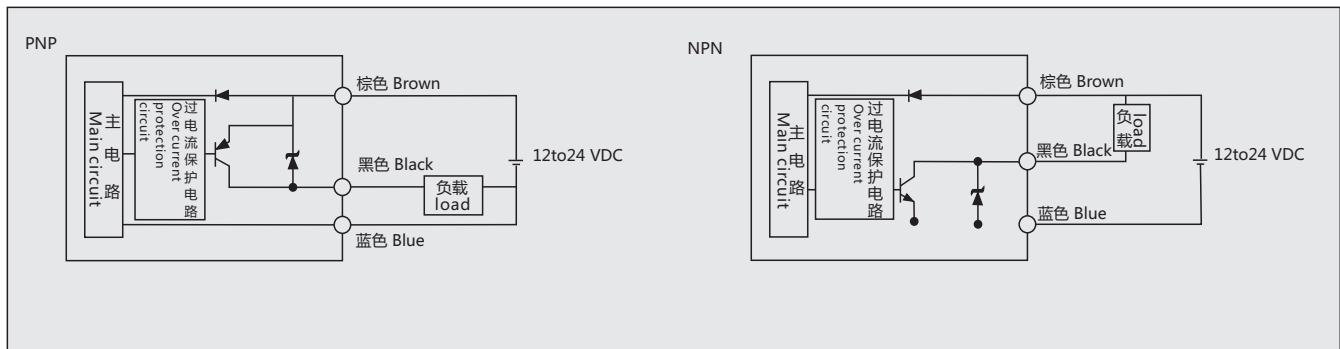 PNP
棕色 Brown
主电路
Main circuit
过电流保护电路
Over current
protection
circuit
黑色 Black
负载
load
12to24 VDC
蓝色 Blue
NPN
棕色 Brown
主电路
Main circuit
过电流保护电路
Over current
protection
circuit
load
负载
黑色 Black
12to24 VDC
蓝色 Blue